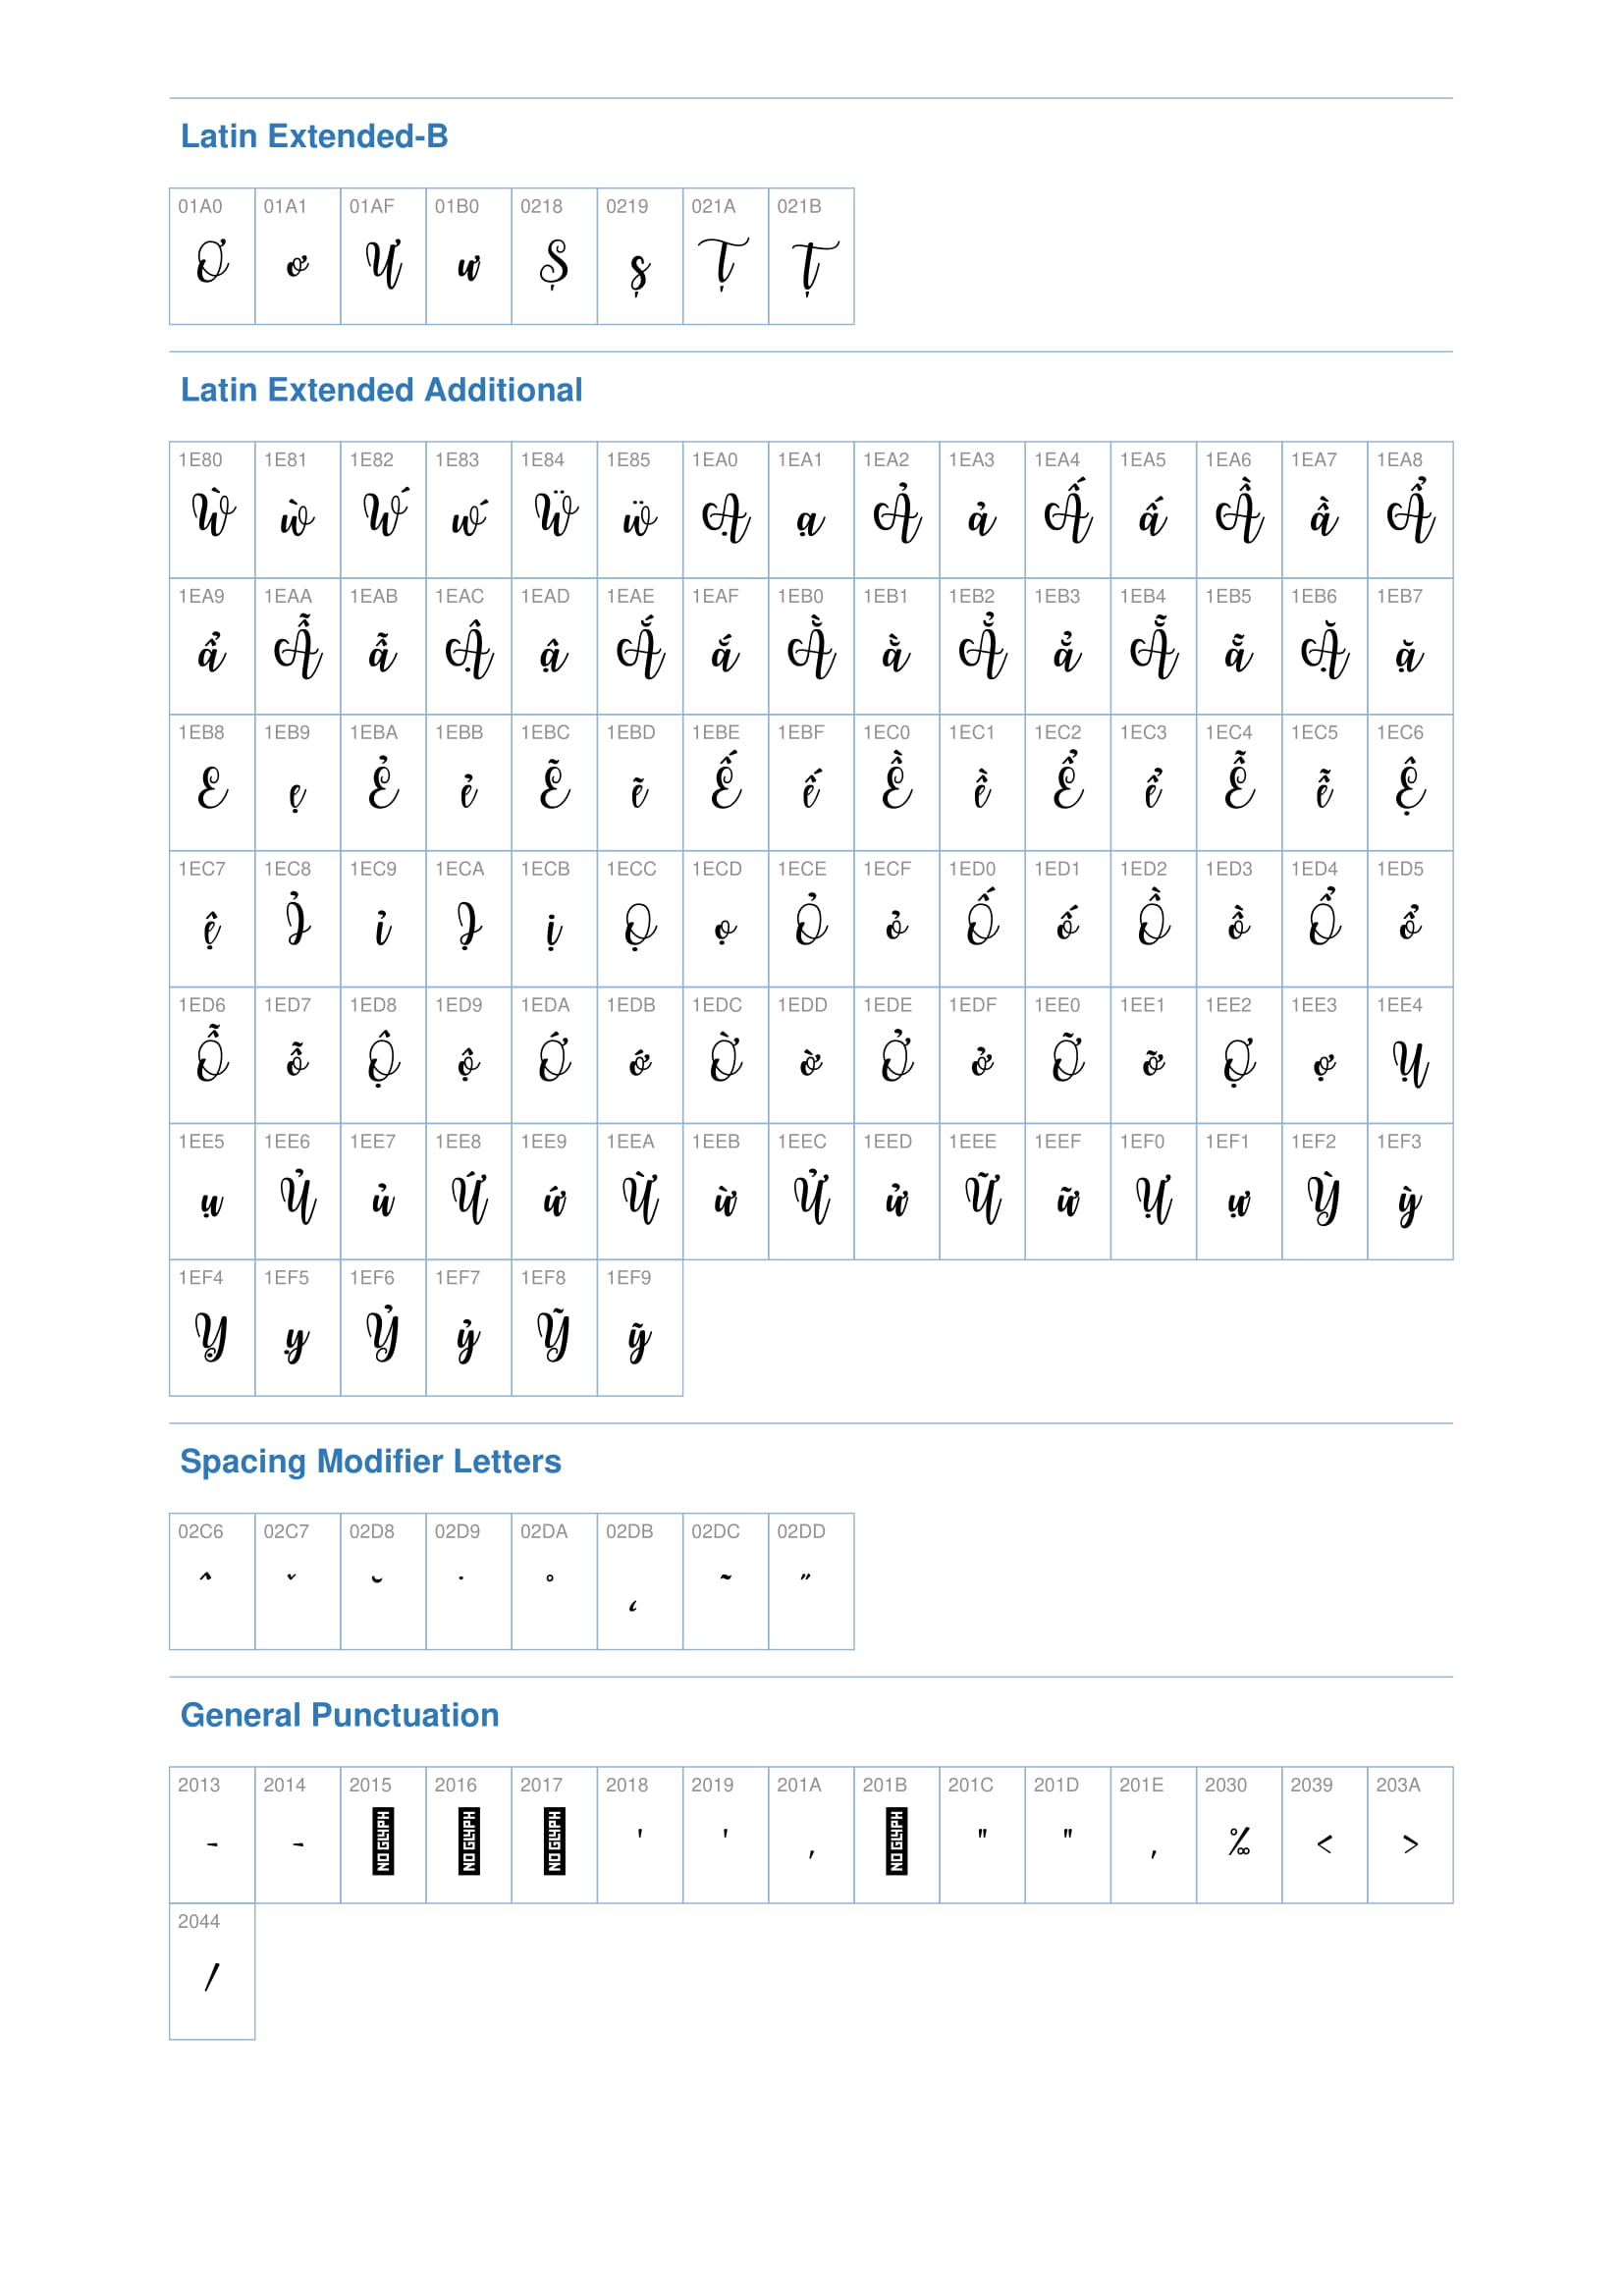 Latin Extended-B
01A0 01A1 01AF 01B0 0218 0219 021A 021B
Ơ ơ Ư ư Ș ș Ț Ț
Latin Extended Additional
1E80 1E81 1E82 1E83 1E84 1E85 1EA0 1EA1 1EA2 1EA3 1EA4 1EA5 1EA6 1EA7 1EA8
Ẁ ẁ Ẃ ẃ Ẅ ẅ Ạ ạ Ả ả Ấ ấ Ầ ầ Ẩ
1EA9 1EAA 1EAB 1EAC 1EAD 1EAE 1EAF 1EB0 1EB1 1EB2 1EB3 1EB4 1EB5 1EB6 1EB7
ẩ Ẫ ẫ Ậ ậ Ắ ắ Ằ ằ Ẳ ẳ Ẵ ẵ Ặ ặ
1EB8 1EB9 1EBA 1EBB 1EBC 1EBD 1EBE 1EBF 1EC0 1EC1 1EC2 1EC3 1EC4 1EC5 1EC6
E ẹ Ẻ ẻ Ẽ ẽ Ế ế Ề ề Ể ể Ễ ễ Ệ
1EC7 1EC8 1EC9 1ECA 1ECB 1ECC 1ECD 1ECE 1ECF 1ED0 1ED1 1ED2 1ED3 1ED4 1ED5
ệ Ỉ ỉ Ị ị Ọ ọ Ỏ ỏ Ố ố Ồ ồ Ổ ổ
1ED6 1ED7 1ED8 1ED9 1EDA 1EDB 1EDC 1EDD 1EDE 1EDF 1EE0 1EE1 1EE2 1EE3 1EE4
Ỗ ỗ Ộ ộ Ớ ớ Ờ ờ Ở ở Ỡ ỡ Ợ ợ Ụ
1EE5 1EE6 1EE7 1EE8 1EE9 1EEA 1EEB 1EEC 1EED 1EEE 1EEF 1EF0 1EF1 1EF2 1EF3
ụ Ủ ủ Ứ ứ Ừ ừ Ử ử Ữ ữ Ự ự Ỳ ỳ
1EF4 1EF5 1EF6 1EF7 1EF8 1EF9
Ỵ ỵ Ỷ ỷ Ỹ ỹ
Spacing Modifier Letters
02C6 02C7 02D8 02D9 02DA 02DB 02DC 02DD
ˆ ˇ ˘ ˙ ˚ ˛ ˜ ˝
General Punctuation
2013 2014 2015 2016 2017 2018 2019 201A 201B 201C 201D 201E 2030 2039 203A
- - NO GLYPH NO GLYPH NO GLYPH ' ' , NO GLYPH " " , ‰ < >
2044
/